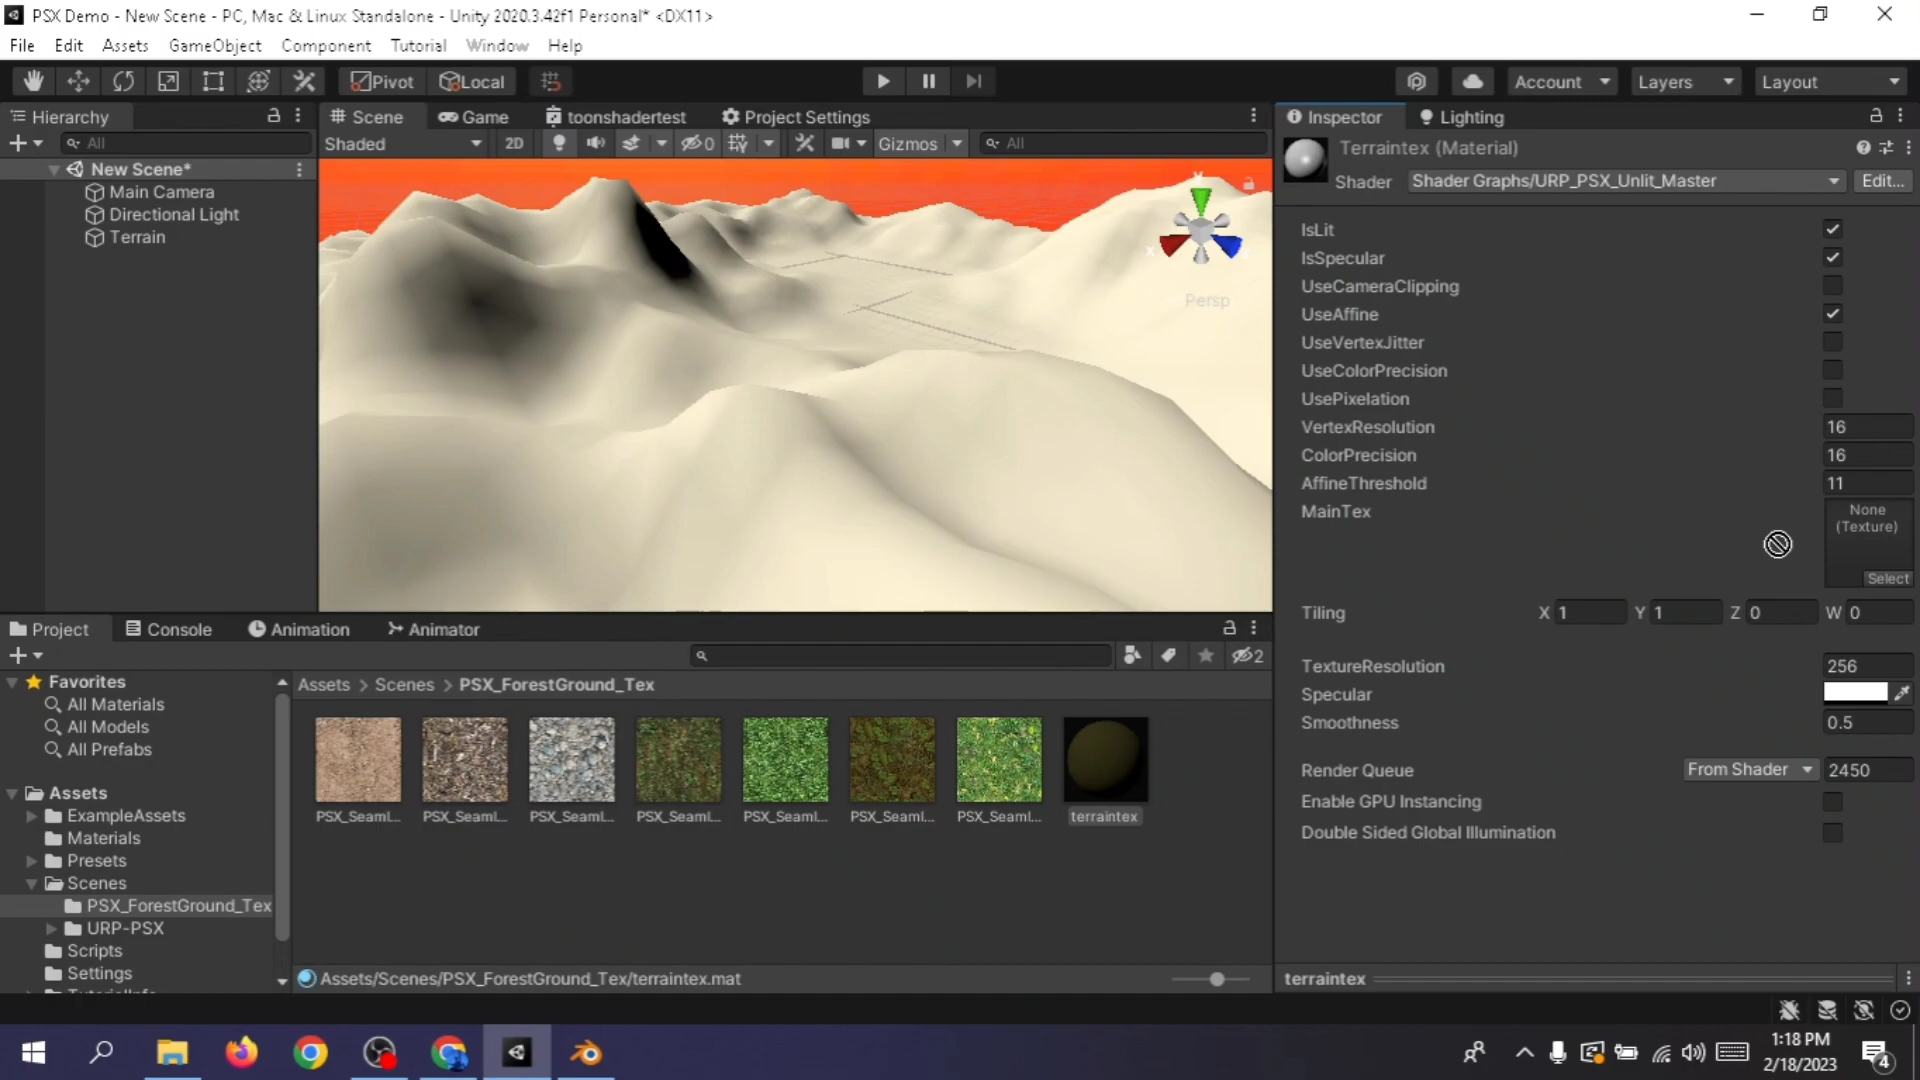 PSX Demo - New Scene - PC, Mac & Linux Standalone - Unity 2020.3.42f1 Personal* <DX11>
File Edit Assets GameObject Component Tutorial Window Help
Pivot Local Account Layers Layout
Hierarchy Scene Game toonshadertest Project Settings Inspector Lighting
All Shaded 2D 0 Gizmos All
New Scene*
Main Camera
Directional Light
Terrain
Persp
Terraintex (Material)
Shader Shader Graphs/URP_PSX_Unlit_Master Edit...
IsLit
IsSpecular
UseCameraClipping
UseAffine
UseVertexJitter
UseColorPrecision
UsePixelation
VertexResolution 16
ColorPrecision 16
AffineThreshold 11
MainTex None
(Texture)
Select
Tiling X 1 Y 1 Z 0 W 0
TextureResolution 256
Specular
Smoothness 0.5
Render Queue From Shader 2450
Enable GPU Instancing
Double Sided Global Illumination
terraintex
Project Console Animation Animator
2
Favorites
All Materials
All Models
All Prefabs
Assets
ExampleAssets
Materials
Presets
Scenes
PSX_ForestGround_Tex
URP-PSX
Scripts
Settings
Assets > Scenes > PSX_ForestGround_Tex
PSX_Seaml... PSX_Seaml... PSX_Seaml... PSX_Seaml... PSX_Seaml... PSX_Seaml... PSX_Seaml... terraintex
Assets/Scenes/PSX_ForestGround_Tex/terraintex.mat
1:18 PM
2/18/2023
4